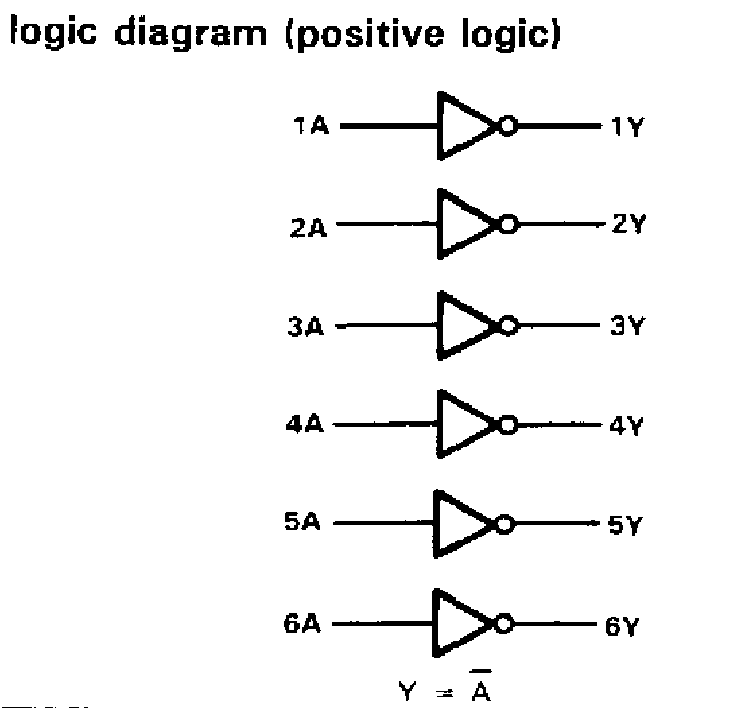 logic diagram (positive logic)
1A 1Y
2A 2Y
3A 3Y
4A 4Y
5A 5Y
6A 6Y
Y = A̅